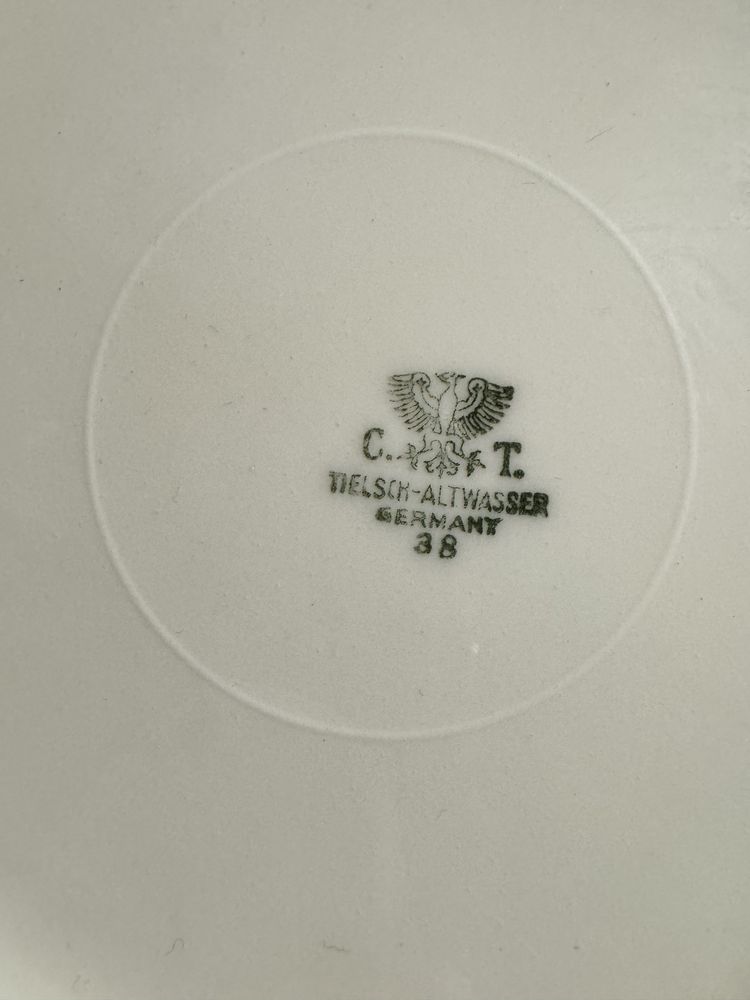 C. T.
TIELSCH-ALTWASSER
GERMANY
38